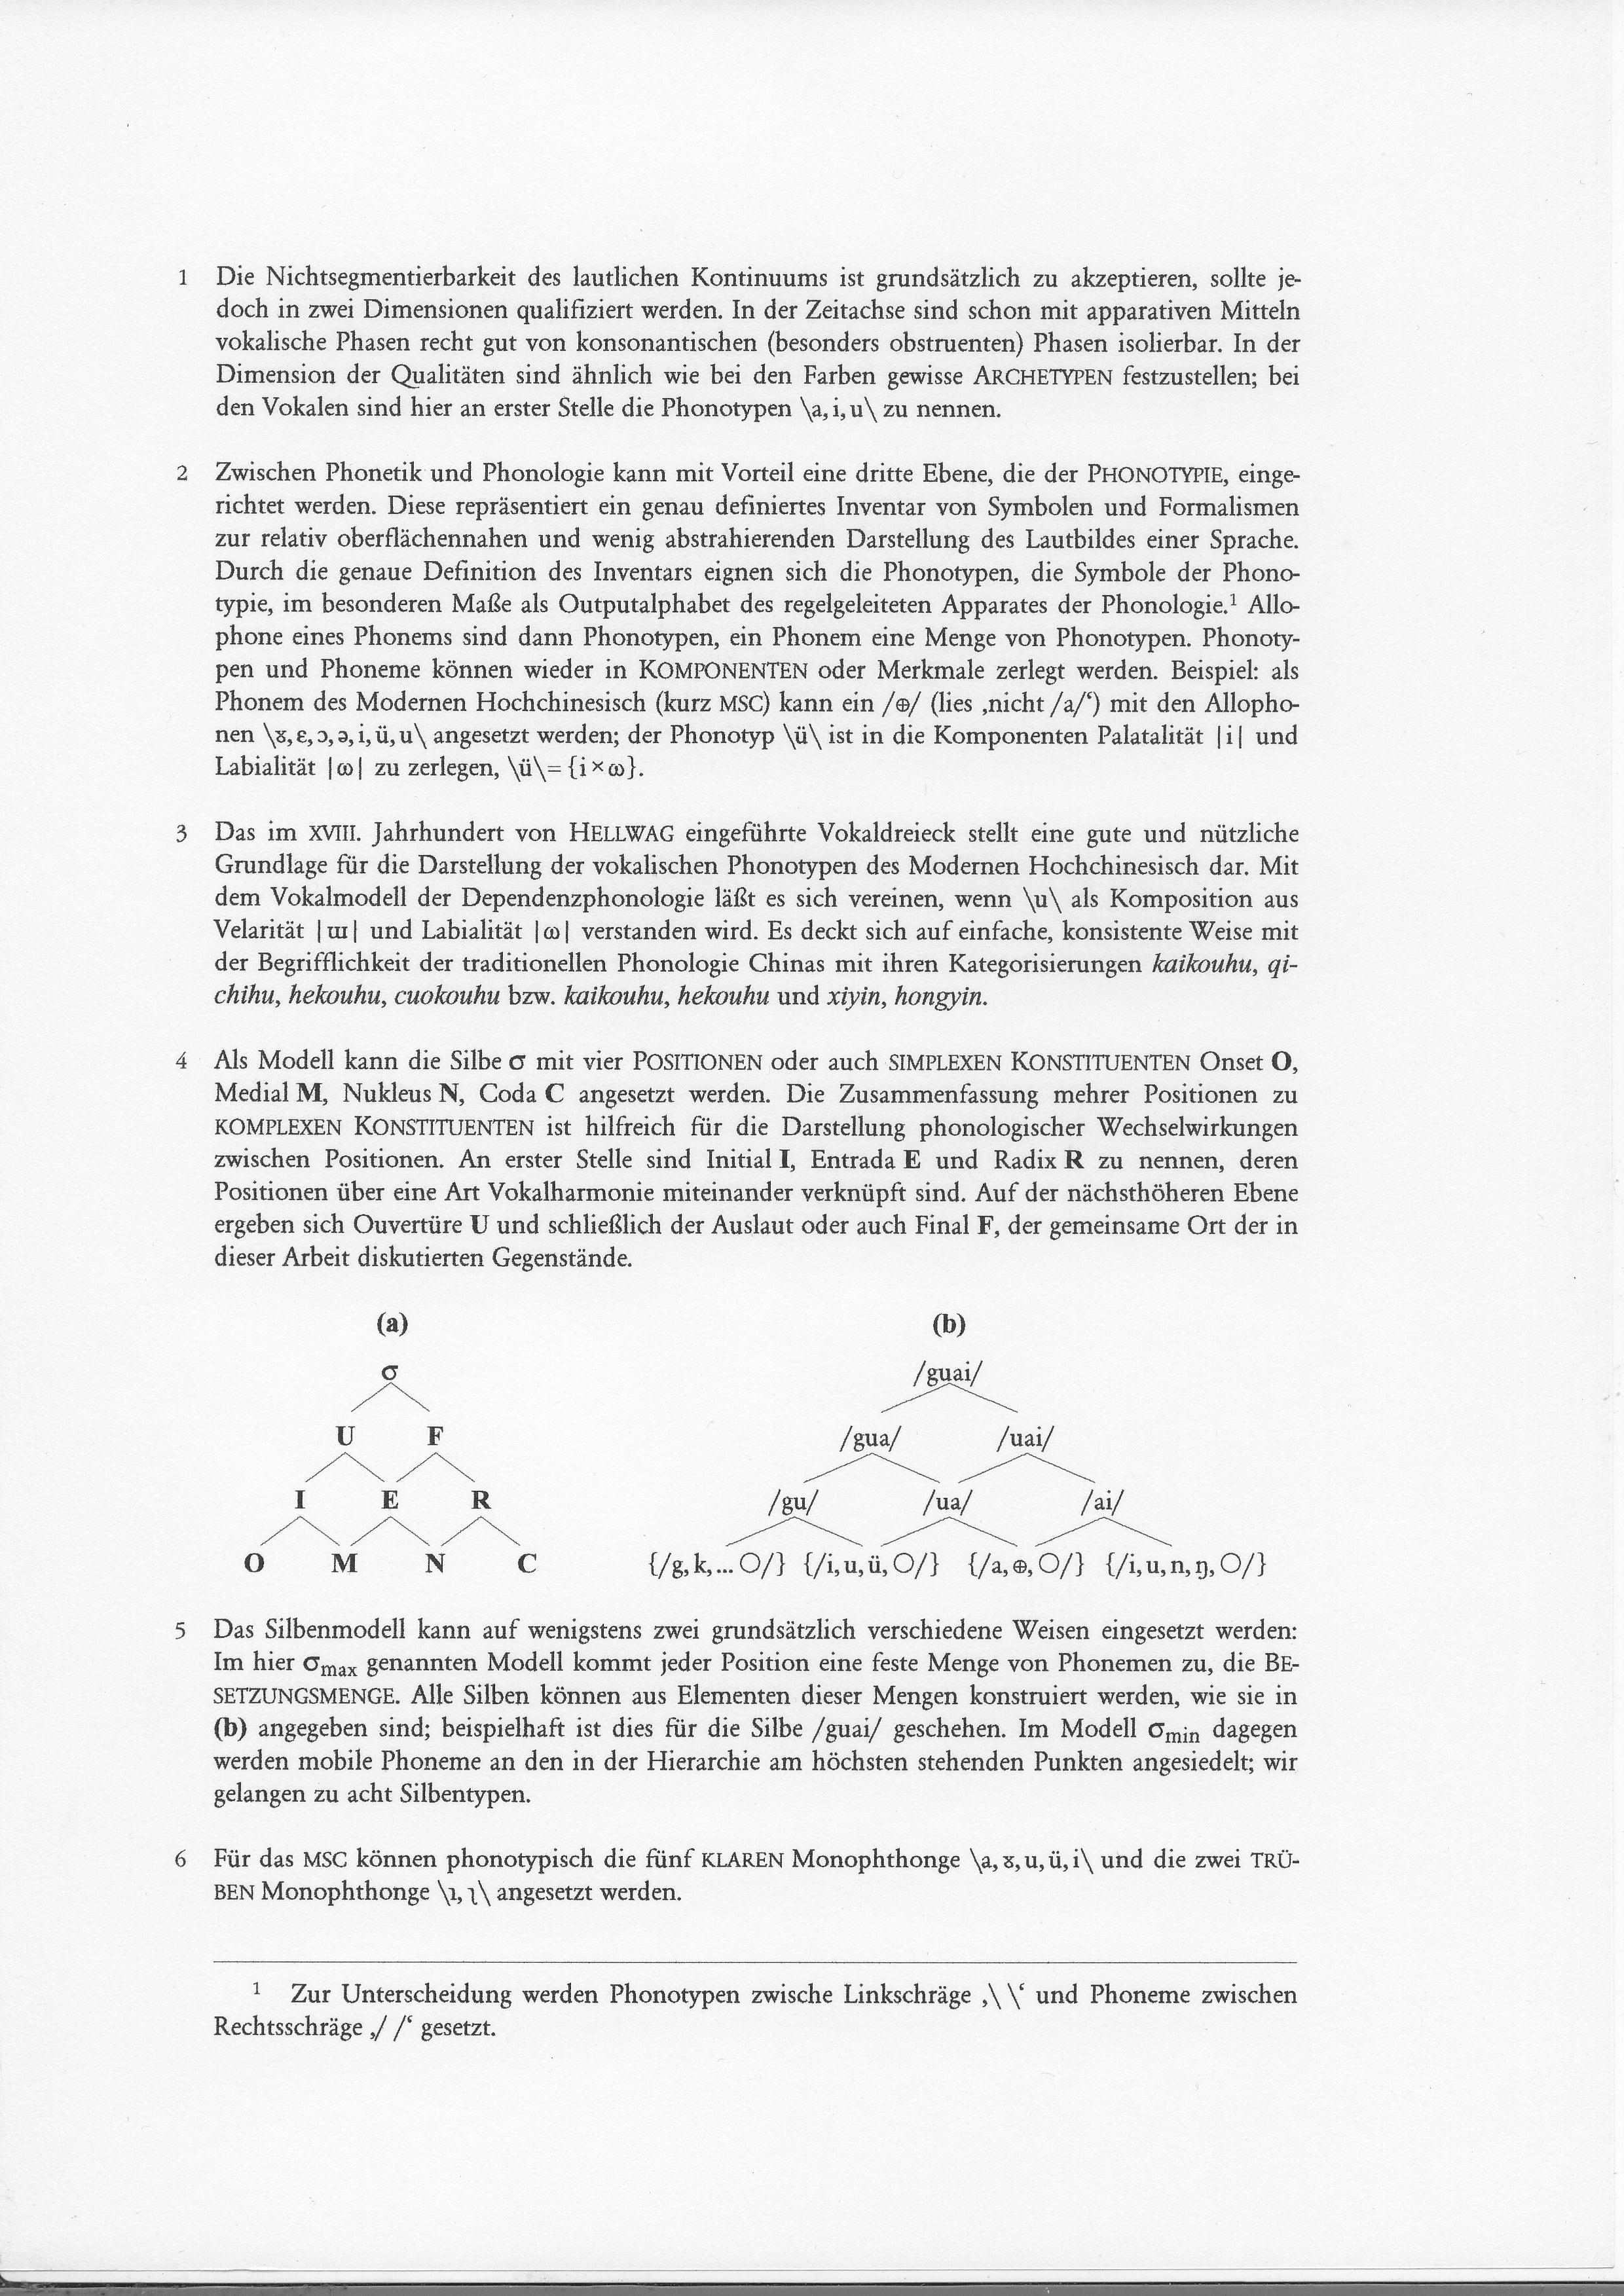 1 Die Nichtsegmentierbarkeit des lautlichen Kontinuums ist grundsätzlich zu akzeptieren, sollte je-
doch in zwei Dimensionen qualifiziert werden. In der Zeitachse sind schon mit apparativen Mitteln
vokalische Phasen recht gut von konsonantischen (besonders obstruenten) Phasen isolierbar. In der
Dimension der Qualitäten sind ähnlich wie bei den Farben gewisse ARCHETYPEN festzustellen; bei
den Vokalen sind hier an erster Stelle die Phonotypen \a, i, u\ zu nennen.
2 Zwischen Phonetik und Phonologie kann mit Vorteil eine dritte Ebene, die der PHONOTYPIE, einge-
richtet werden. Diese repräsentiert ein genau definiertes Inventar von Symbolen und Formalismen
zur relativ oberflächennahen und wenig abstrahierenden Darstellung des Lautbildes einer Sprache.
Durch die genaue Definition des Inventars eignen sich die Phonotypen, die Symbole der Phono-
typie, im besonderen Maße als Outputalphabet des regelgeleiteten Apparates der Phonologie.¹ Allo-
phone eines Phonems sind dann Phonotypen, ein Phonem eine Menge von Phonotypen. Phonoty-
pen und Phoneme können wieder in KOMPONENTEN oder Merkmale zerlegt werden. Beispiel: als
Phonem des Modernen Hochchinesisch (kurz MSC) kann ein /⊕/ (lies ‚nicht /a/‘) mit den Allopho-
nen \ɤ, ɛ, ɔ, ə, i, ü, u\ angesetzt werden; der Phonotyp \ü\ ist in die Komponenten Palatalität |i| und
Labialität |ɷ| zu zerlegen, \ü\= {i×ɷ}.
3 Das im XVIII. Jahrhundert von HELLWAG eingeführte Vokaldreieck stellt eine gute und nützliche
Grundlage für die Darstellung der vokalischen Phonotypen des Modernen Hochchinesisch dar. Mit
dem Vokalmodell der Dependenzphonologie läßt es sich vereinen, wenn \u\ als Komposition aus
Velarität |ɯ| und Labialität |ɷ| verstanden wird. Es deckt sich auf einfache, konsistente Weise mit
der Begrifflichkeit der traditionellen Phonologie Chinas mit ihren Kategorisierungen kaikouhu, qi-
chihu, hekouhu, cuokouhu bzw. kaikouhu, hekouhu und xiyin, hongyin.
4 Als Modell kann die Silbe σ mit vier POSITIONEN oder auch SIMPLEXEN KONSTITUENTEN Onset O,
Medial M, Nukleus N, Coda C angesetzt werden. Die Zusammenfassung mehrer Positionen zu
KOMPLEXEN KONSTITUENTEN ist hilfreich für die Darstellung phonologischer Wechselwirkungen
zwischen Positionen. An erster Stelle sind Initial I, Entrada E und Radix R zu nennen, deren
Positionen über eine Art Vokalharmonie miteinander verknüpft sind. Auf der nächsthöheren Ebene
ergeben sich Ouvertüre U und schließlich der Auslaut oder auch Final F, der gemeinsame Ort der in
dieser Arbeit diskutierten Gegenstände.
(a) (b)
σ /guai/
U F /gua/ /uai/
I E R /gu/ /ua/ /ai/
O M N C {/g, k, ... ○/} {/i, u, ü, ○/} {/a, ⊕, ○/} {/i, u, n, ŋ, ○/}
5 Das Silbenmodell kann auf wenigstens zwei grundsätzlich verschiedene Weisen eingesetzt werden:
Im hier σmax genannten Modell kommt jeder Position eine feste Menge von Phonemen zu, die BE-
SETZUNGSMENGE. Alle Silben können aus Elementen dieser Mengen konstruiert werden, wie sie in
(b) angegeben sind; beispielhaft ist dies für die Silbe /guai/ geschehen. Im Modell σmin dagegen
werden mobile Phoneme an den in der Hierarchie am höchsten stehenden Punkten angesiedelt; wir
gelangen zu acht Silbentypen.
6 Für das MSC können phonotypisch die fünf KLAREN Monophthonge \a, ɤ, u, ü, i\ und die zwei TRÜ-
BEN Monophthonge \ɿ, ʅ\ angesetzt werden.
¹ Zur Unterscheidung werden Phonotypen zwische Linkschräge ‚\ \‘ und Phoneme zwischen
Rechtsschräge ‚/ /‘ gesetzt.